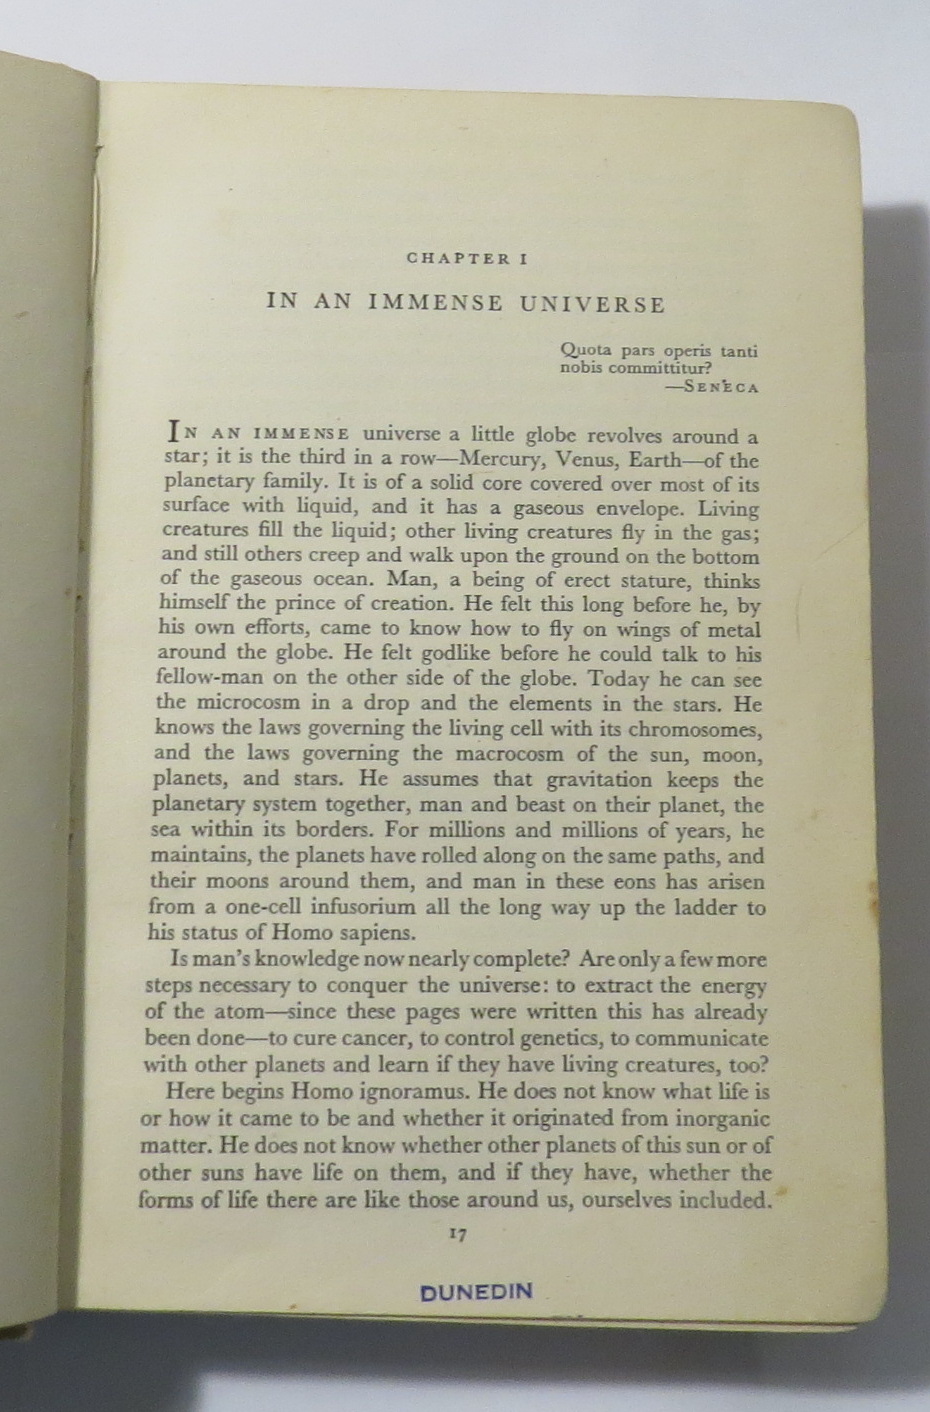 CHAPTER I
IN AN IMMENSE UNIVERSE
Quota pars operis tanti
nobis committitur?
—SENECA
IN AN IMMENSE universe a little globe revolves around a
star; it is the third in a row—Mercury, Venus, Earth—of the
planetary family. It is of a solid core covered over most of its
surface with liquid, and it has a gaseous envelope. Living
creatures fill the liquid; other living creatures fly in the gas;
and still others creep and walk upon the ground on the bottom
of the gaseous ocean. Man, a being of erect stature, thinks
himself the prince of creation. He felt this long before he, by
his own efforts, came to know how to fly on wings of metal
around the globe. He felt godlike before he could talk to his
fellow-man on the other side of the globe. Today he can see
the microcosm in a drop and the elements in the stars. He
knows the laws governing the living cell with its chromosomes,
and the laws governing the macrocosm of the sun, moon,
planets, and stars. He assumes that gravitation keeps the
planetary system together, man and beast on their planet, the
sea within its borders. For millions and millions of years, he
maintains, the planets have rolled along on the same paths, and
their moons around them, and man in these eons has arisen
from a one-cell infusorium all the long way up the ladder to
his status of Homo sapiens.
Is man's knowledge now nearly complete? Are only a few more
steps necessary to conquer the universe: to extract the energy
of the atom—since these pages were written this has already
been done—to cure cancer, to control genetics, to communicate
with other planets and learn if they have living creatures, too?
Here begins Homo ignoramus. He does not know what life is
or how it came to be and whether it originated from inorganic
matter. He does not know whether other planets of this sun or of
other suns have life on them, and if they have, whether the
forms of life there are like those around us, ourselves included.
17
DUNEDIN